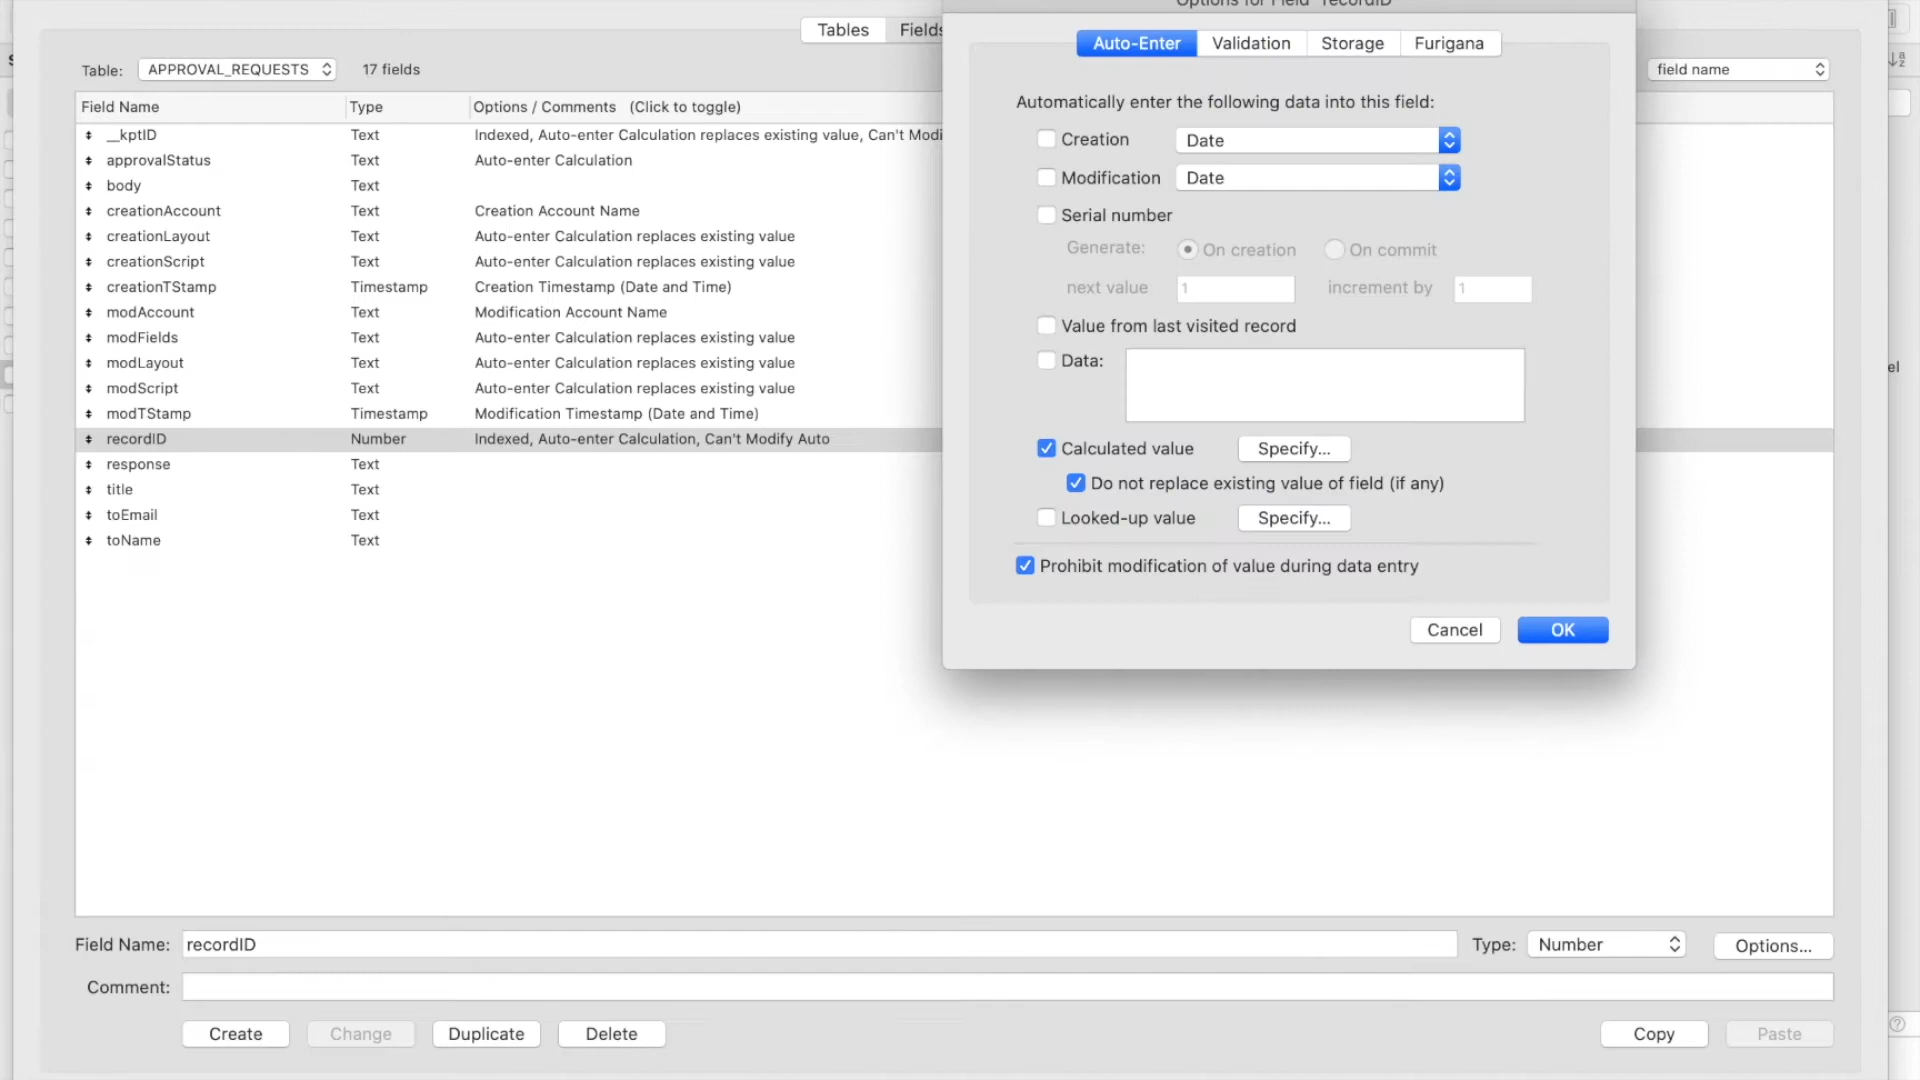 Options for Field "recordID"
Tables Fields
Table: APPROVAL_REQUESTS 17 fields
field name
Field Name Type Options / Comments (Click to toggle)
__kptID Text Indexed, Auto-enter Calculation replaces existing value, Can't Modi
approvalStatus Text Auto-enter Calculation
body Text
creationAccount Text Creation Account Name
creationLayout Text Auto-enter Calculation replaces existing value
creationScript Text Auto-enter Calculation replaces existing value
creationTStamp Timestamp Creation Timestamp (Date and Time)
modAccount Text Modification Account Name
modFields Text Auto-enter Calculation replaces existing value
modLayout Text Auto-enter Calculation replaces existing value
modScript Text Auto-enter Calculation replaces existing value
modTStamp Timestamp Modification Timestamp (Date and Time)
recordID Number Indexed, Auto-enter Calculation, Can't Modify Auto
response Text
title Text
toEmail Text
toName Text
Auto-Enter Validation Storage Furigana
Automatically enter the following data into this field:
Creation Date
Modification Date
Serial number
Generate: On creation On commit
next value 1 increment by 1
Value from last visited record
Data:
Calculated value Specify...
Do not replace existing value of field (if any)
Looked-up value Specify...
Prohibit modification of value during data entry
Cancel OK
el
Field Name: recordID Type: Number Options...
Comment:
Create Change Duplicate Delete Copy Paste